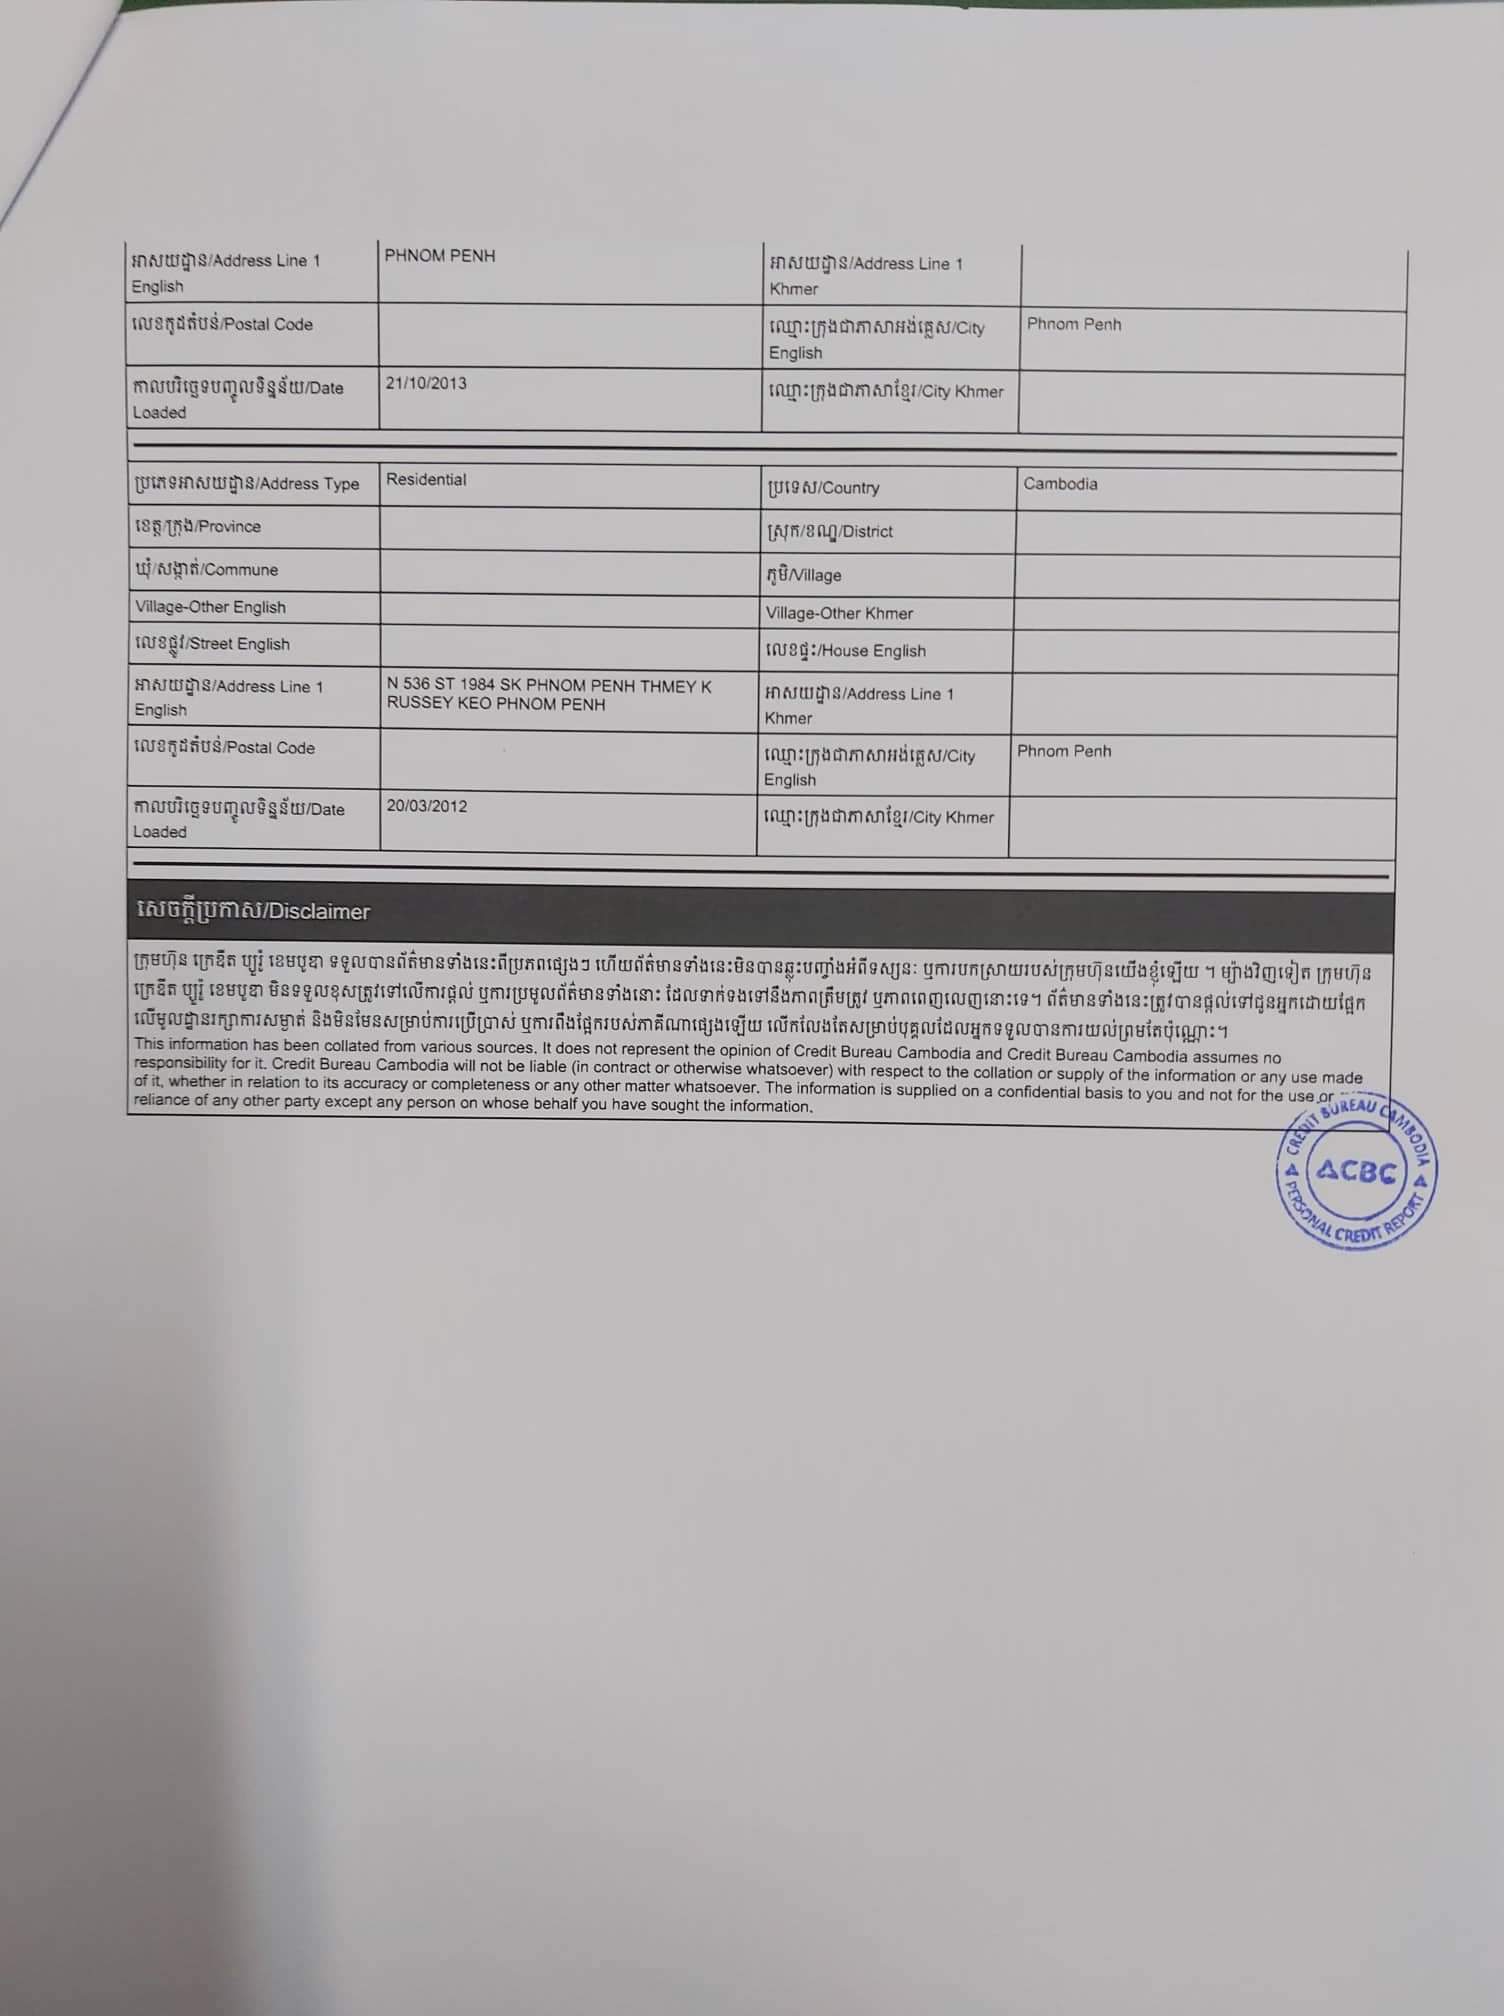 អាសយដ្ឋាន/Address Line 1 English
PHNOM PENH
អាសយដ្ឋាន/Address Line 1 Khmer
លេខកូដតំបន់/Postal Code
ឈ្មោះក្រុងជាភាសាអង់គ្លេស/City English
Phnom Penh
កាលបរិច្ឆេទបញ្ចូលទិន្នន័យ/Date Loaded
21/10/2013
ឈ្មោះក្រុងជាភាសាខ្មែរ/City Khmer
ប្រភេទអាសយដ្ឋាន/Address Type
Residential
ប្រទេស/Country
Cambodia
ខេត្ត/ក្រុង/Province
ស្រុក/ខណ្ឌ/District
ឃុំ/សង្កាត់/Commune
ភូមិ/Village
Village-Other English
Village-Other Khmer
លេខផ្លូវ/Street English
លេខផ្ទះ/House English
អាសយដ្ឋាន/Address Line 1 English
N 536 ST 1984 SK PHNOM PENH THMEY K
RUSSEY KEO PHNOM PENH
អាសយដ្ឋាន/Address Line 1 Khmer
លេខកូដតំបន់/Postal Code
ឈ្មោះក្រុងជាភាសាអង់គ្លេស/City English
Phnom Penh
កាលបរិច្ឆេទបញ្ចូលទិន្នន័យ/Date Loaded
20/03/2012
ឈ្មោះក្រុងជាភាសាខ្មែរ/City Khmer
សេចក្តីប្រកាស/Disclaimer
ក្រុមហ៊ុន ក្រេឌីត ប្យូរ៉ូ ខេមបូឌា ទទួលបានព័ត៌មានទាំងនេះពីប្រភពផ្សេងៗ ហើយព័ត៌មានទាំងនេះមិនបានឆ្លុះបញ្ចាំងអំពីទស្សនៈ ឬការបកស្រាយរបស់ក្រុមហ៊ុនយើងខ្ញុំឡើយ ។ ម្យ៉ាងវិញទៀត ក្រុមហ៊ុន
ក្រេឌីត ប្យូរ៉ូ ខេមបូឌា មិនទទួលខុសត្រូវទៅលើការផ្តល់ ឬការប្រមូលព័ត៌មានទាំងនោះ ដែលទាក់ទងទៅនឹងភាពត្រឹមត្រូវ ឬភាពពេញលេញនោះទេ។ ព័ត៌មានទាំងនេះត្រូវបានផ្តល់ទៅជូនអ្នកដោយផ្អែក
លើមូលដ្ឋានរក្សាការសម្ងាត់ និងមិនមែនសម្រាប់ការប្រើប្រាស់ ឬការពឹងផ្អែករបស់ភាគីណាផ្សេងឡើយ លើកលែងតែសម្រាប់បុគ្គលដែលអ្នកទទួលបានការយល់ព្រមតែប៉ុណ្ណោះ។
This information has been collated from various sources. It does not represent the opinion of Credit Bureau Cambodia and Credit Bureau Cambodia assumes no
responsibility for it. Credit Bureau Cambodia will not be liable (in contract or otherwise whatsoever) with respect to the collation or supply of the information or any use made
of it, whether in relation to its accuracy or completeness or any other matter whatsoever. The information is supplied on a confidential basis to you and not for the use or
reliance of any other party except any person on whose behalf you have sought the information.
CREDIT BUREAU CAMBODIA
CBC
PERSONAL CREDIT REPORT